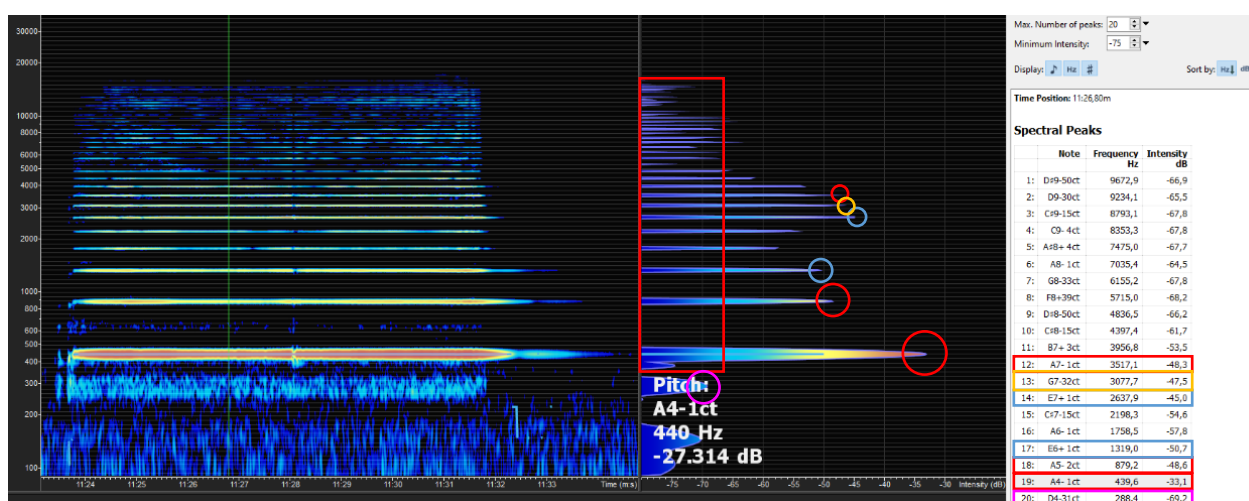 30000
20000
10000
8000
6000
5000
4000
3000
2000
1000
800
600
500
400
300
200
100
11:24 11:25 11:26 11:27 11:28 11:29 11:30 11:31 11:32 11:33 Time (m:s)
Pitch:
A4-1ct
440 Hz
-27.314 dB
-75 -70 -65 -60 -55 -50 -45 -40 -35 -30 Intensity (dB)
Max. Number of peaks: 20
Minimum Intensity: -75
Display: ♪ Hz # Sort by: Hz dB
Time Position: 11:26,80m
Spectral Peaks
Note Frequency Hz Intensity dB
1: D#9-50ct 9672,9 -66,9
2: D9-30ct 9234,1 -65,5
3: C#9-15ct 8793,1 -67,8
4: C9- 4ct 8353,3 -67,8
5: A#8+ 4ct 7475,0 -67,7
6: A8- 1ct 7035,4 -64,5
7: G8-33ct 6155,2 -67,8
8: F8+39ct 5715,0 -68,2
9: D#8-50ct 4836,5 -66,2
10: C#8-15ct 4397,4 -61,7
11: B7+ 3ct 3956,8 -53,5
12: A7- 1ct 3517,1 -48,3
13: G7-32ct 3077,7 -47,5
14: E7+ 1ct 2637,9 -45,0
15: C#7-15ct 2198,3 -54,6
16: A6- 1ct 1758,5 -57,8
17: E6+ 1ct 1319,0 -50,7
18: A5- 2ct 879,2 -48,6
19: A4- 1ct 439,6 -33,1
20: D4-31ct 288,4 -69,2